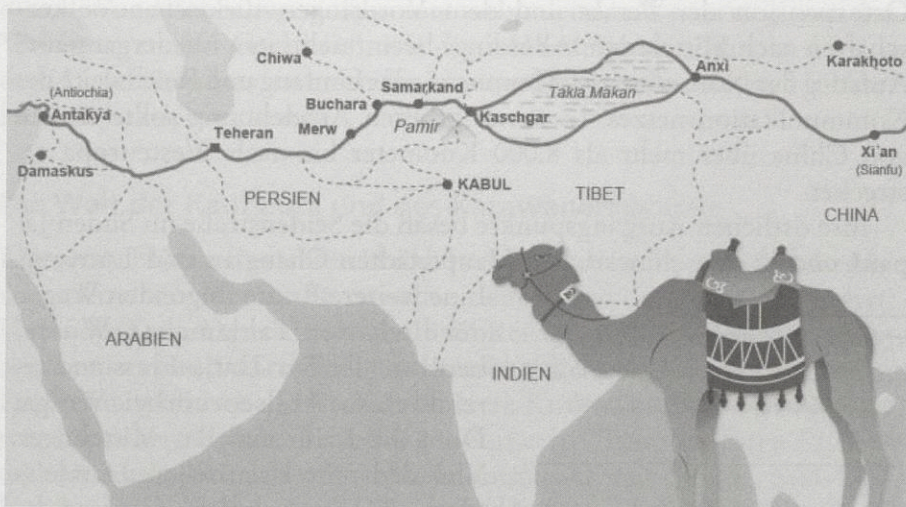 Chiwa
Karakhoto
Anxi
(Antiochia)
Samarkand
Takla Makan
Buchara
Antakya
Kaschgar
Pamir
Teheran
Merw
Xi'an
(Sianfu)
Damaskus
KABUL
PERSIEN
TIBET
CHINA
ARABIEN
INDIEN